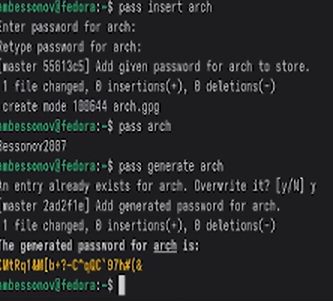 mbessonov@fedora:~$ pass insert arch
Enter password for arch:
Retype password for arch:
[master 55613c5] Add given password for arch to store.
1 file changed, 0 insertions(+), 0 deletions(-)
create mode 100644 arch.gpg
mbessonov@fedora:~$ pass arch
Bessonov2007
mbessonov@fedora:~$ pass generate arch
An entry already exists for arch. Overwrite it? [y/N] y
[master 2ad2f1e] Add generated password for arch.
1 file changed, 0 insertions(+), 0 deletions(-)
The generated password for arch is:
mbessonov@fedora:~$